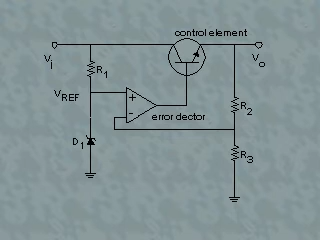 control element
Vi
Vo
R1
VREF
+
-
error dector
R2
D1
R3